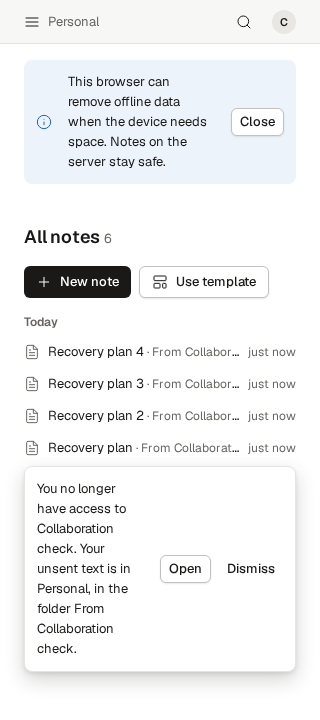 Personal
C
This browser can
remove offline data
when the device needs
space. Notes on the
server stay safe.
Close
All notes 6
New note
Use template
Today
Recovery plan 4 · From Collabor… just now
Recovery plan 3 · From Collabor… just now
Recovery plan 2 · From Collabor… just now
Recovery plan · From Collaborat… just now
You no longer
have access to
Collaboration
check. Your
unsent text is in
Personal, in the
folder From
Collaboration
check.
Open
Dismiss